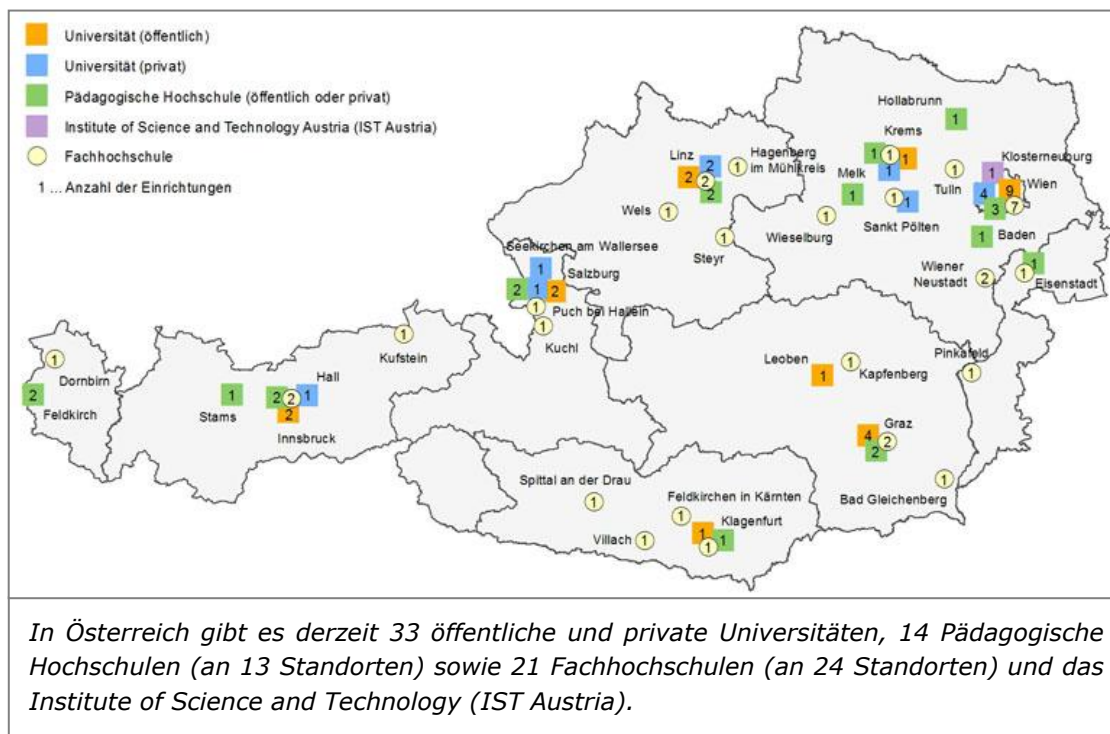 Universität (öffentlich)
Universität (privat)
Pädagogische Hochschule (öffentlich oder privat)
Institute of Science and Technology Austria (IST Austria)
Fachhochschule
1 ... Anzahl der Einrichtungen
Hollabrunn
1
Krems
1
1
1
1
Linz
2
2
2
2
Hagenberg
im Mühlkreis
1
Klosterneuburg
1
Tulln
1
Melk
1
Wien
4
9
3
7
Wels
1
Steyr
1
Wieselburg
1
Sankt Pölten
1
1
Baden
1
Seekirchen am Wallersee
1
Salzburg
2
1
2
Wiener
Neustadt
2
Eisenstadt
1
1
Puch bei Hallein
1
Kuchl
1
Kufstein
1
Dornbirn
1
Feldkirch
2
Stams
1
Hall
1
Innsbruck
2
2
2
Leoben
1
Kapfenberg
1
Pinkafeld
1
Graz
4
2
2
Bad Gleichenberg
1
Spittal an der Drau
1
Feldkirchen in Kärnten
1
Villach
1
Klagenfurt
1
1
1
In Österreich gibt es derzeit 33 öffentliche und private Universitäten, 14 Pädagogische
Hochschulen (an 13 Standorten) sowie 21 Fachhochschulen (an 24 Standorten) und das
Institute of Science and Technology (IST Austria).